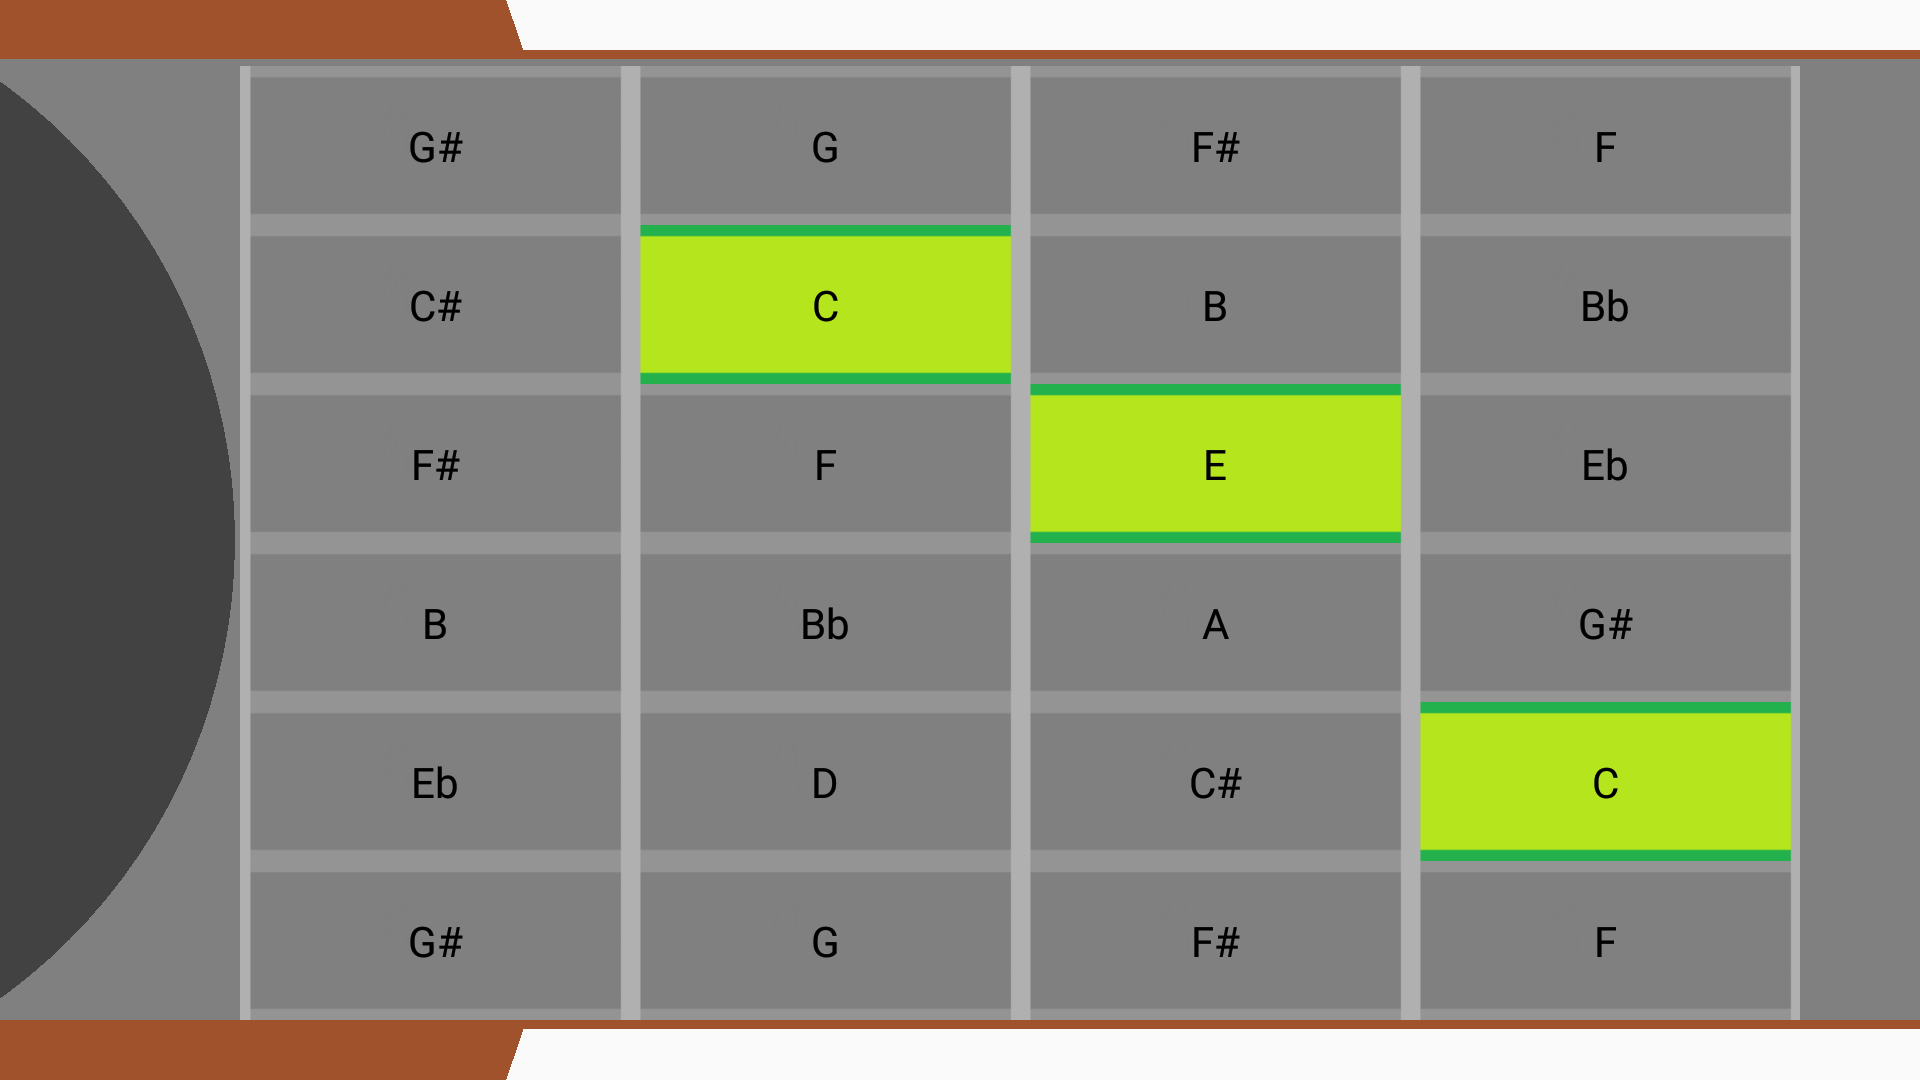 G# G F# F
C# C B Bb
F# F E Eb
B Bb A G#
Eb D C# C
G# G F# F